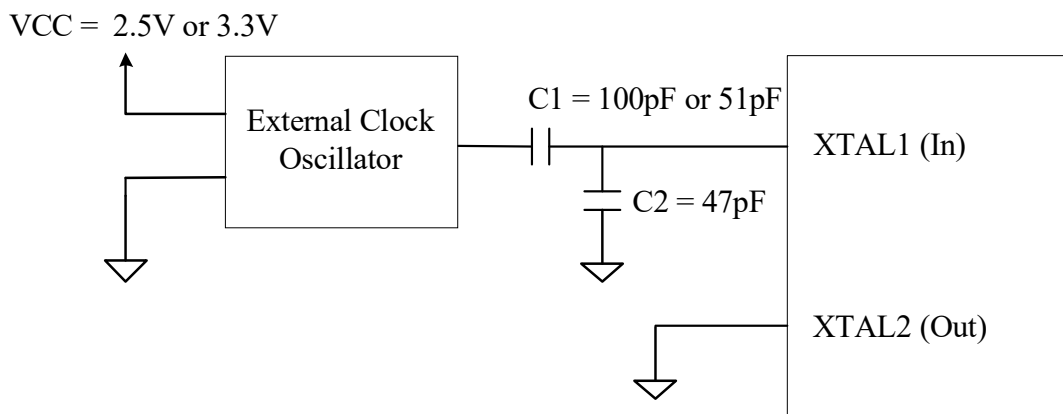 VCC = 2.5V or 3.3V
External Clock
Oscillator
C1 = 100pF or 51pF
C2 = 47pF
XTAL1 (In)
XTAL2 (Out)